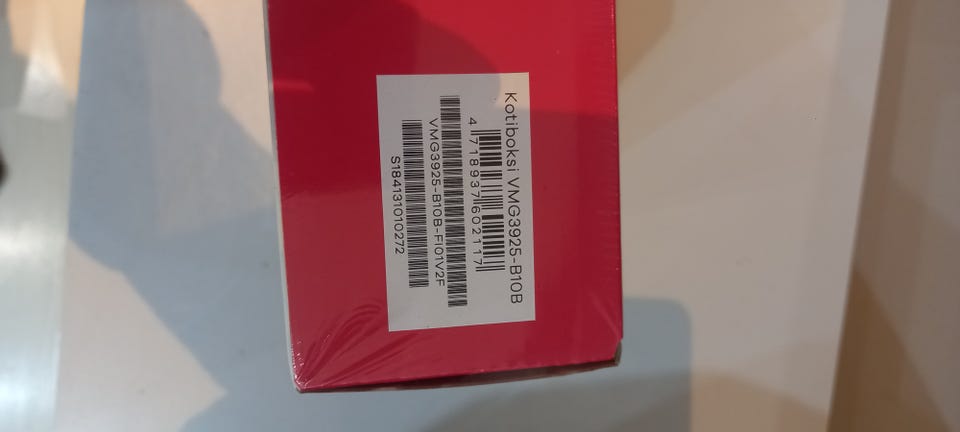 Kotiboksi VMG3925-B10B
4 718937 602117
VMG3925-B10B-FI01V2F
S184131010272